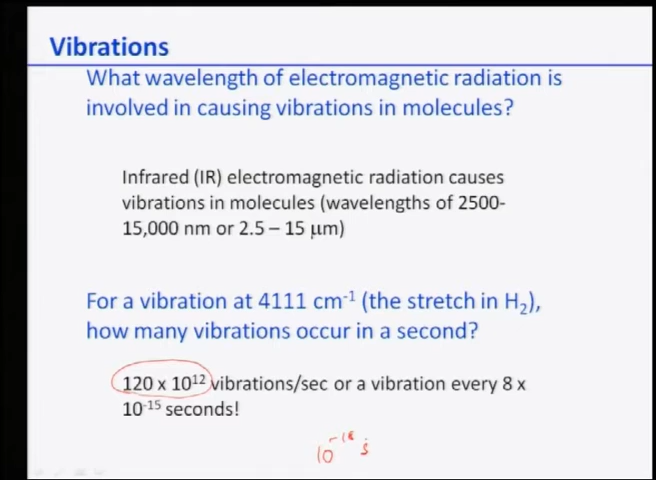 Vibrations
What wavelength of electromagnetic radiation is
involved in causing vibrations in molecules?
Infrared (IR) electromagnetic radiation causes
vibrations in molecules (wavelengths of 2500-
15,000 nm or 2.5 – 15 μm)
For a vibration at 4111 cm⁻¹ (the stretch in H₂),
how many vibrations occur in a second?
120 x 10¹² vibrations/sec or a vibration every 8 x
10⁻¹⁵ seconds!
10⁻¹⁸ s